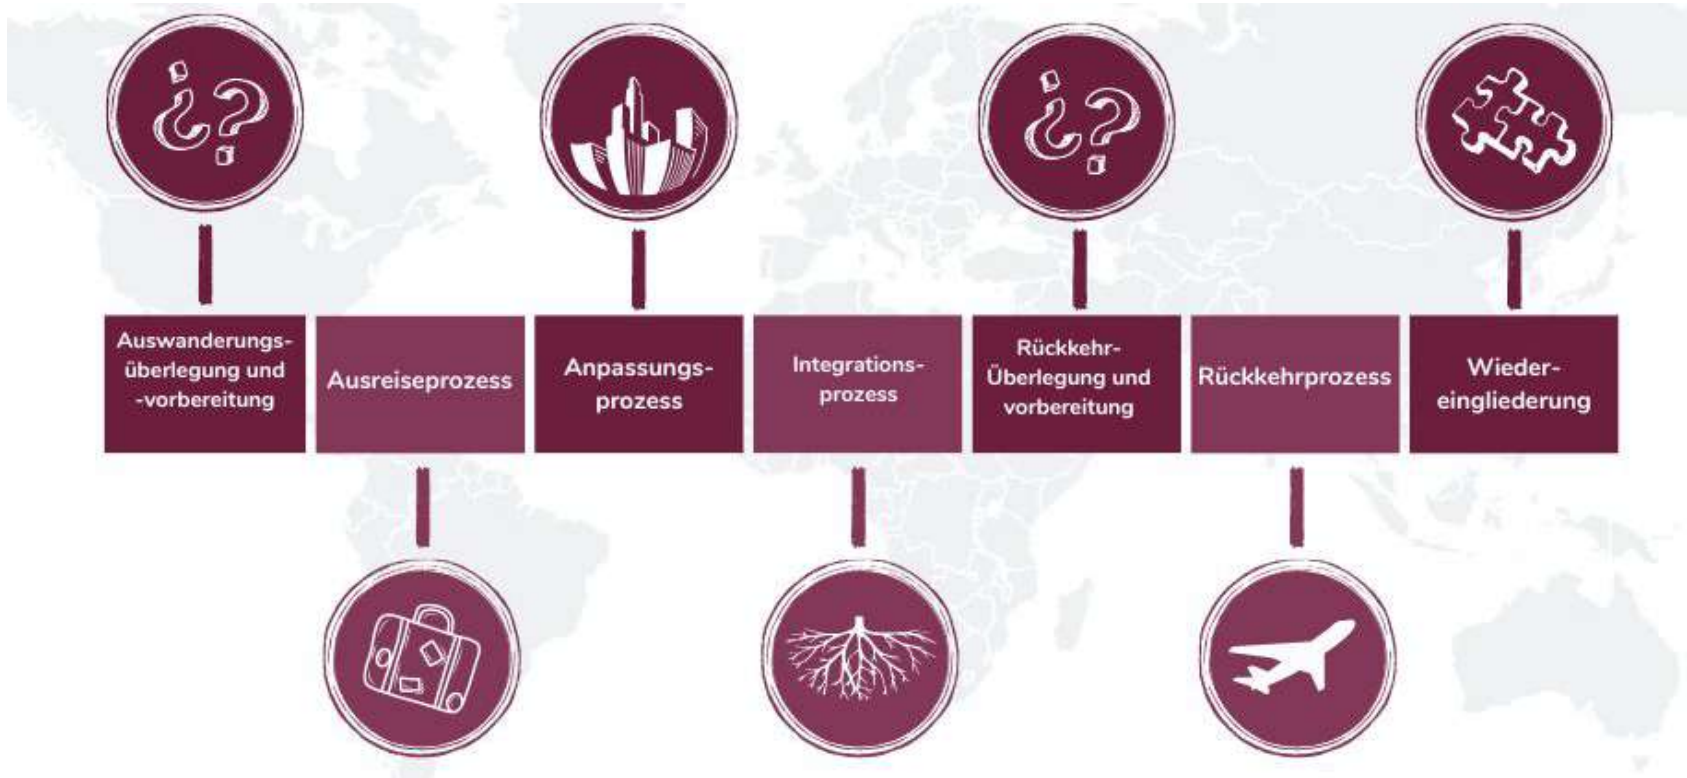 Auswanderungs-
überlegung und
-vorbereitung
Ausreiseprozess
Anpassungs-
prozess
Integrations-
prozess
Rückkehr-
Überlegung und
vorbereitung
Rückkehrprozess
Wieder-
eingliederung